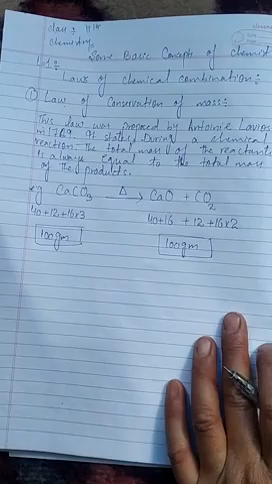 class: 11th
Chemistry
Some Basic Concepts of chemist
1.1:
Laws of chemical combination:
① Law of Conservation of mass:
This law was proposed by Antoinie Lavios
in 1789. It states, During a chemical
reaction. The total mass of the reactants
is always equal to the total mass
of the products.
eg CaCO3 Δ → CaO + CO2
40+12+16×3 40+16 + 12+16×2
100gm 100gm